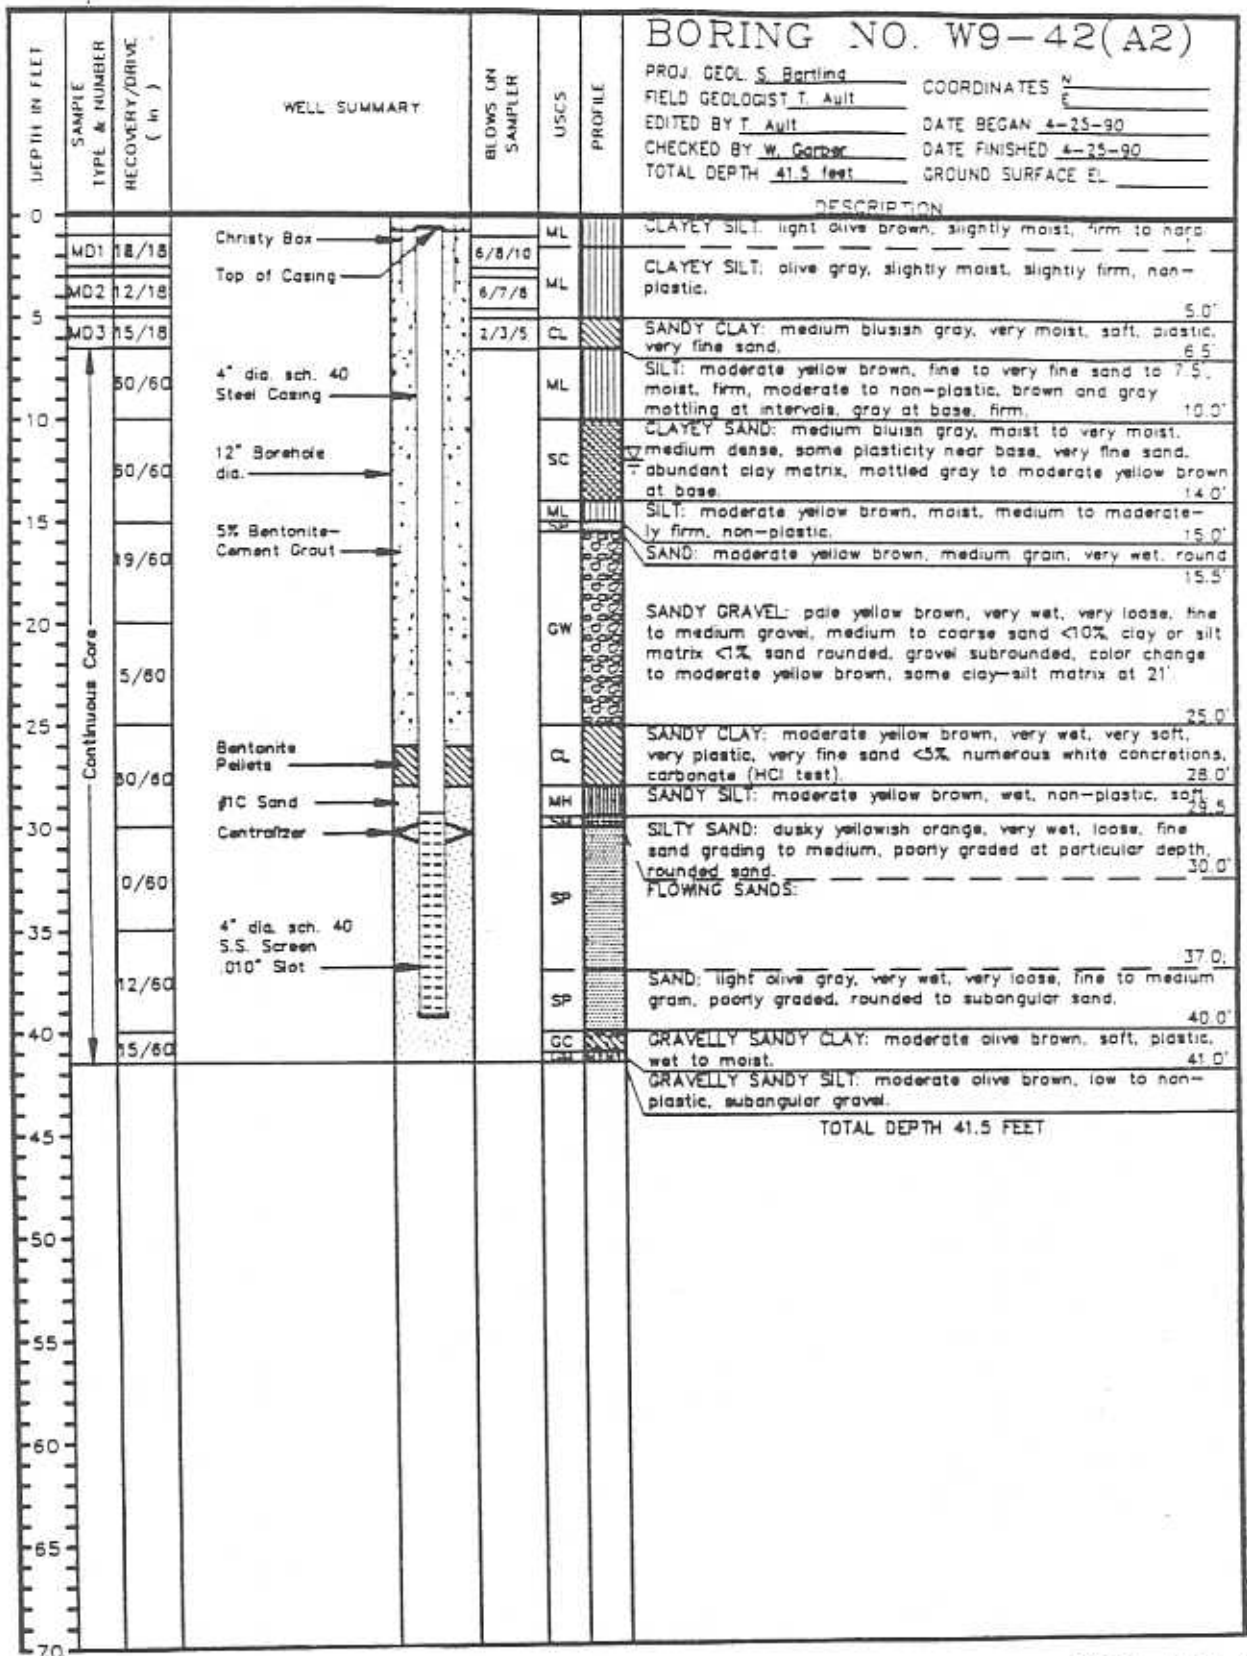 BORING NO. W9-42(A2)
PROJ. GEOL. S. Bartling
FIELD GEOLOGIST T. Ault
EDITED BY T. Ault
CHECKED BY W. Garber
TOTAL DEPTH 41.5 feet
COORDINATES N
E
DATE BEGAN 4-25-90
DATE FINISHED 4-25-90
GROUND SURFACE EL.
DEPTH IN FEET
SAMPLE
TYPE & NUMBER
RECOVERY/DRIVE
( in )
WELL SUMMARY
BLOWS ON
SAMPLER
USCS
PROFILE
DESCRIPTION
0
5
10
15
20
25
30
35
40
45
50
55
60
65
70
MD1 18/18
MD2 12/18
MD3 15/18
Continuous Core
60/60
60/60
19/60
5/60
60/60
0/60
12/60
15/60
Christy Box
Top of Casing
4" dia. sch. 40
Steel Casing
12" Borehole
dia.
5% Bentonite-
Cement Grout
Bentonite
Pellets
#1C Sand
Centralizer
4" dia. sch. 40
S.S. Screen
.010" Slot
6/8/10
6/7/8
2/3/5
ML
ML
CL
ML
SC
ML
SP
GW
CL
MH
SM
SP
SP
GC
GM
CLAYEY SILT: light olive brown, slightly moist, firm to hard
CLAYEY SILT: olive gray, slightly moist, slightly firm, non-
plastic.
5.0'
SANDY CLAY: medium blusish gray, very moist, soft, plastic,
very fine sand.
6.5
SILT: moderate yellow brown, fine to very fine sand to 7.5',
moist, firm, moderate to non-plastic, brown and gray
mottling at intervals, gray at base, firm.
10.0'
CLAYEY SAND: medium bluish gray, moist to very moist,
medium dense, some plasticity near base, very fine sand,
abundant clay matrix, mottled gray to moderate yellow brown
at base.
14.0'
SILT: moderate yellow brown, moist, medium to moderate-
ly firm, non-plastic.
15.0'
SAND: moderate yellow brown, medium grain, very wet, round
15.5'
SANDY GRAVEL: pale yellow brown, very wet, very loose, fine
to medium gravel, medium to coarse sand <10%, clay or silt
matrix <1%, sand rounded, gravel subrounded, color change
to moderate yellow brown, some clay-silt matrix at 21'
25.0'
SANDY CLAY: moderate yellow brown, very wet, very soft,
very plastic, very fine sand <5%, numerous white concretions,
carbonate (HCl test).
28.0'
SANDY SILT: moderate yellow brown, wet, non-plastic, soft
29.5
SILTY SAND: dusky yellowish orange, very wet, loose, fine
sand grading to medium, poorly graded at particular depth,
rounded sand.
30.0'
FLOWING SANDS:
37.0,
SAND: light olive gray, very wet, very loose, fine to medium
grain, poorly graded, rounded to subangular sand.
40.0'
GRAVELLY SANDY CLAY: moderate olive brown, soft, plastic,
wet to moist.
41.0'
GRAVELLY SANDY SILT: moderate olive brown, low to non-
plastic, subangular gravel.
TOTAL DEPTH 41.5 FEET